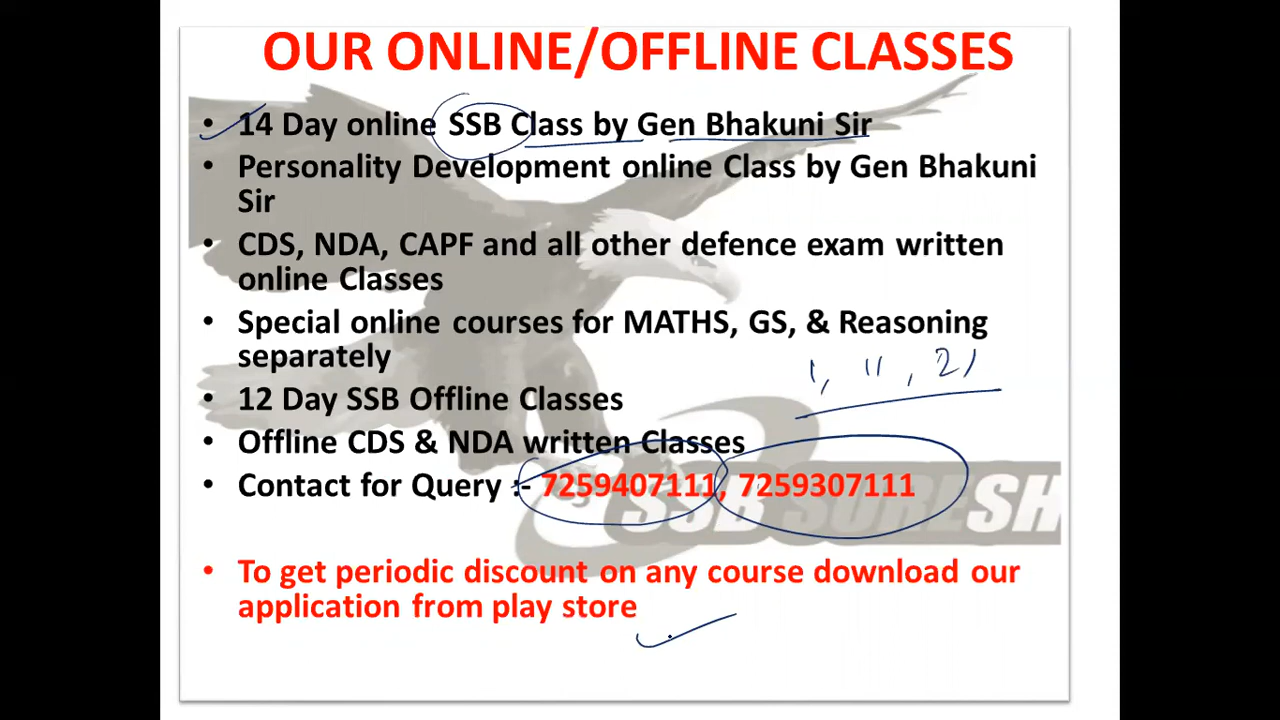 OUR ONLINE/OFFLINE CLASSES
• 14 Day online SSB Class by Gen Bhakuni Sir
• Personality Development online Class by Gen Bhakuni
Sir
• CDS, NDA, CAPF and all other defence exam written
online Classes
• Special online courses for MATHS, GS, & Reasoning
separately
1, 11, 21
• 12 Day SSB Offline Classes
• Offline CDS & NDA written Classes
• Contact for Query :- 7259407111, 7259307111
SSB SURESH
• To get periodic discount on any course download our
application from play store